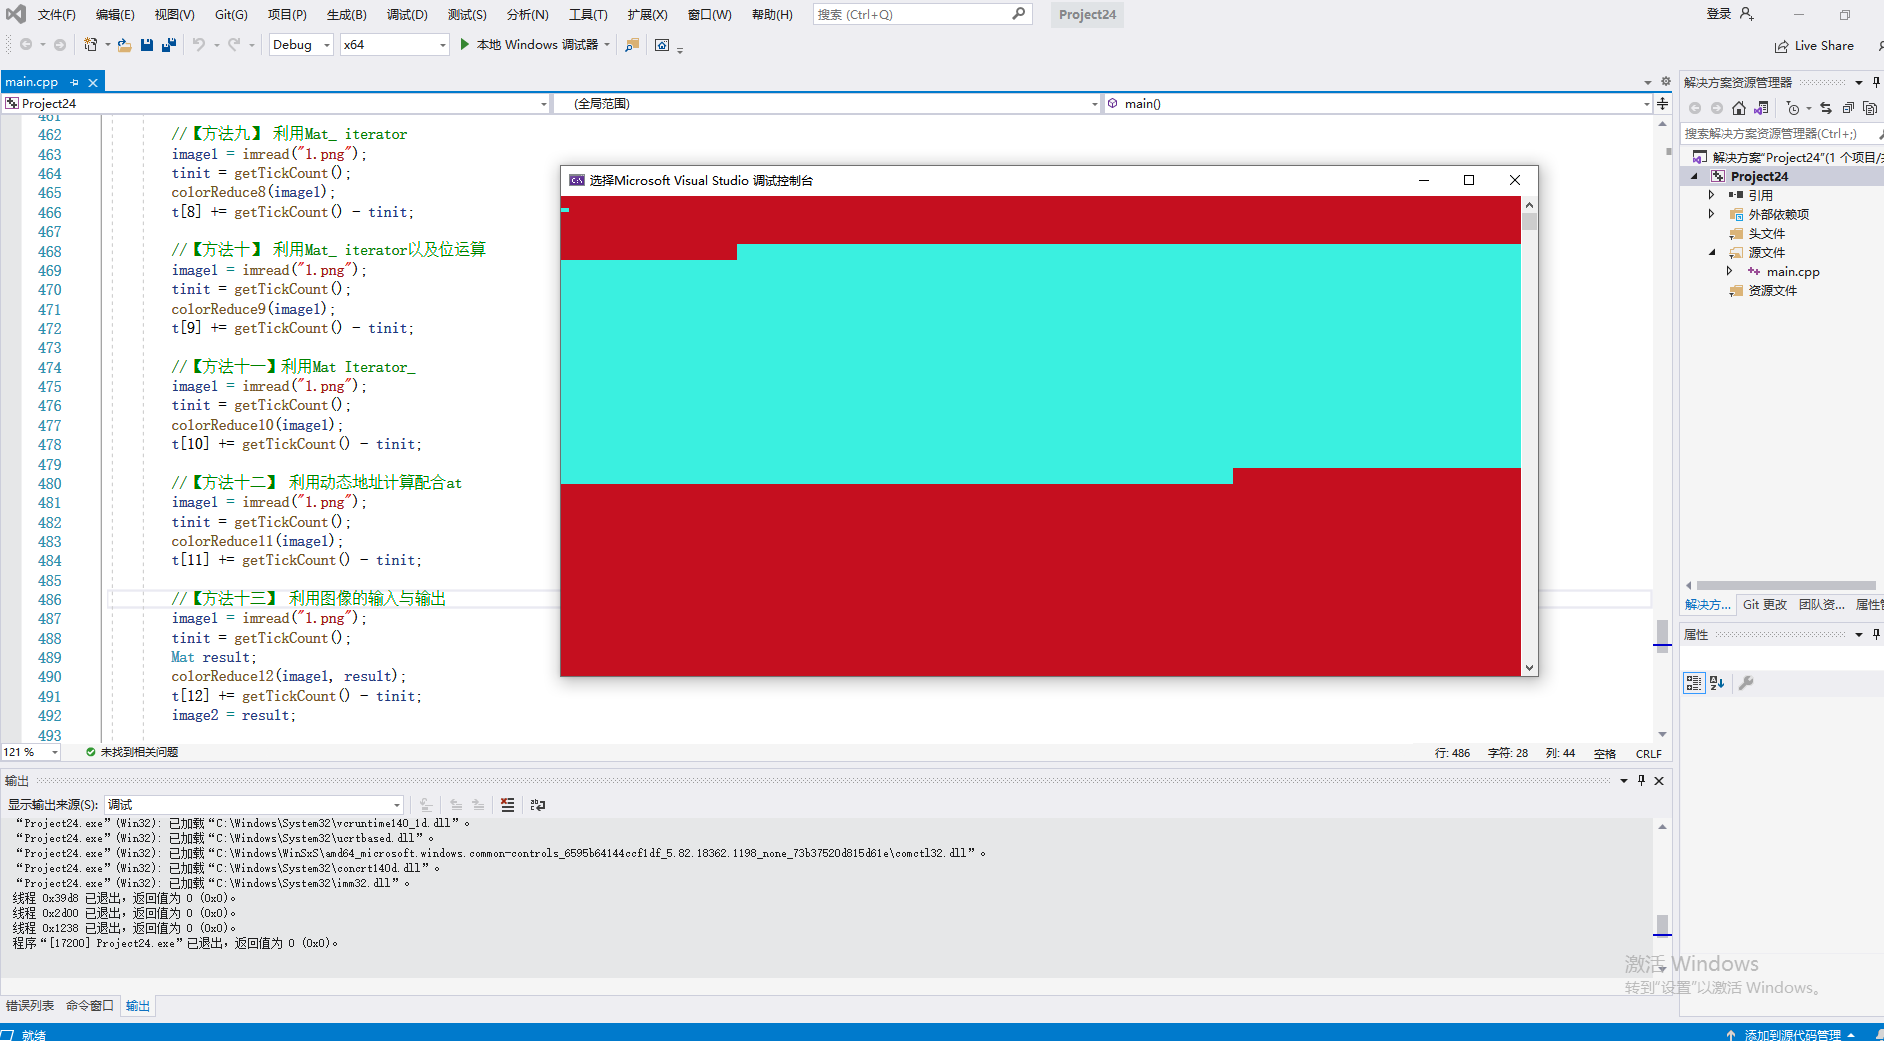 文件(F) 编辑(E) 视图(V) Git(G) 项目(P) 生成(B) 调试(D) 测试(S) 分析(N) 工具(T) 扩展(X) 窗口(W) 帮助(H) 搜索 (Ctrl+Q) Project24 登录
Debug x64 本地 Windows 调试器 Live Share
main.cpp
Project24 (全局范围) main()
461
462 //【方法九】 利用Mat_ iterator
463 image1 = imread("1.png");
464 tinit = getTickCount();
465 colorReduce8(image1);
466 t[8] += getTickCount() - tinit;
467
468 //【方法十】 利用Mat_ iterator以及位运算
469 image1 = imread("1.png");
470 tinit = getTickCount();
471 colorReduce9(image1);
472 t[9] += getTickCount() - tinit;
473
474 //【方法十一】利用Mat Iterator_
475 image1 = imread("1.png");
476 tinit = getTickCount();
477 colorReduce10(image1);
478 t[10] += getTickCount() - tinit;
479
480 //【方法十二】 利用动态地址计算配合at
481 image1 = imread("1.png");
482 tinit = getTickCount();
483 colorReduce11(image1);
484 t[11] += getTickCount() - tinit;
485
486 //【方法十三】 利用图像的输入与输出
487 image1 = imread("1.png");
488 tinit = getTickCount();
489 Mat result;
490 colorReduce12(image1, result);
491 t[12] += getTickCount() - tinit;
492 image2 = result;
493
选择Microsoft Visual Studio 调试控制台
121 % 未找到相关问题 行: 486 字符: 28 列: 44 空格 CRLF
输出
显示输出来源(S): 调试
“Project24.exe”(Win32): 已加载“C:\Windows\System32\vcruntime140_1d.dll”。
“Project24.exe”(Win32): 已加载“C:\Windows\System32\ucrtbased.dll”。
“Project24.exe”(Win32): 已加载“C:\Windows\WinSxS\amd64_microsoft.windows.common-controls_6595b64144ccf1df_5.82.18362.1198_none_73b37520d815d61e\comctl32.dll”。
“Project24.exe”(Win32): 已加载“C:\Windows\System32\concrt140d.dll”。
“Project24.exe”(Win32): 已加载“C:\Windows\System32\imm32.dll”。
线程 0x39d8 已退出，返回值为 0 (0x0)。
线程 0x2d00 已退出，返回值为 0 (0x0)。
线程 0x1238 已退出，返回值为 0 (0x0)。
程序“[17200] Project24.exe”已退出，返回值为 0 (0x0)。
错误列表 命令窗口 输出
就绪 添加到源代码管理
解决方案资源管理器
搜索解决方案资源管理器(Ctrl+;)
解决方案"Project24"(1 个项目/
Project24
引用
外部依赖项
头文件
源文件
main.cpp
资源文件
解决方... Git 更改 团队资... 属性
属性
激活 Windows
转到"设置"以激活 Windows。